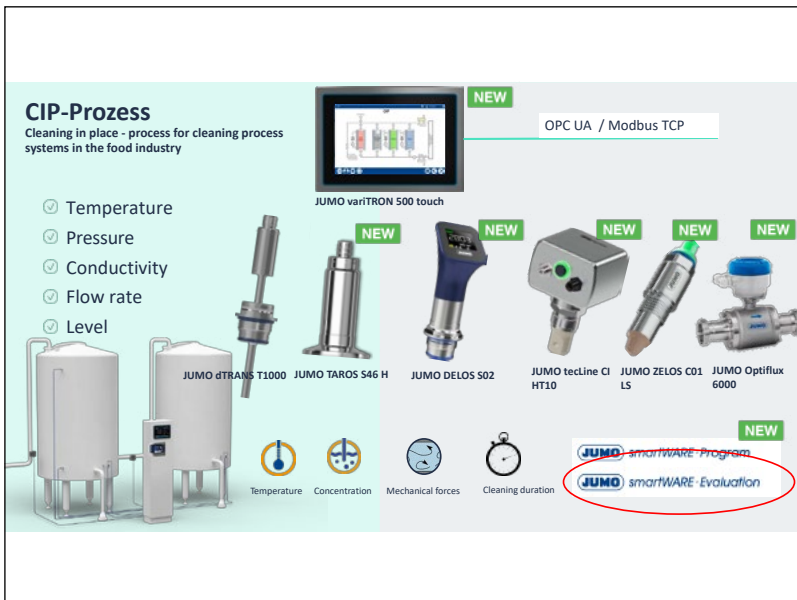 CIP-Prozess
Cleaning in place - process for cleaning process
systems in the food industry
NEW
OPC UA / Modbus TCP
JUMO variTRON 500 touch
Temperature
Pressure
Conductivity
Flow rate
Level
NEW
NEW
NEW
NEW
NEW
JUMO dTRANS T1000
JUMO TAROS S46 H
JUMO DELOS S02
JUMO tecLine CI
HT10
JUMO ZELOS C01
LS
JUMO Optiflux
6000
JUMO
NEW
Temperature
Concentration
Mechanical forces
Cleaning duration
JUMO smartWARE·Program
JUMO smartWARE·Evaluation